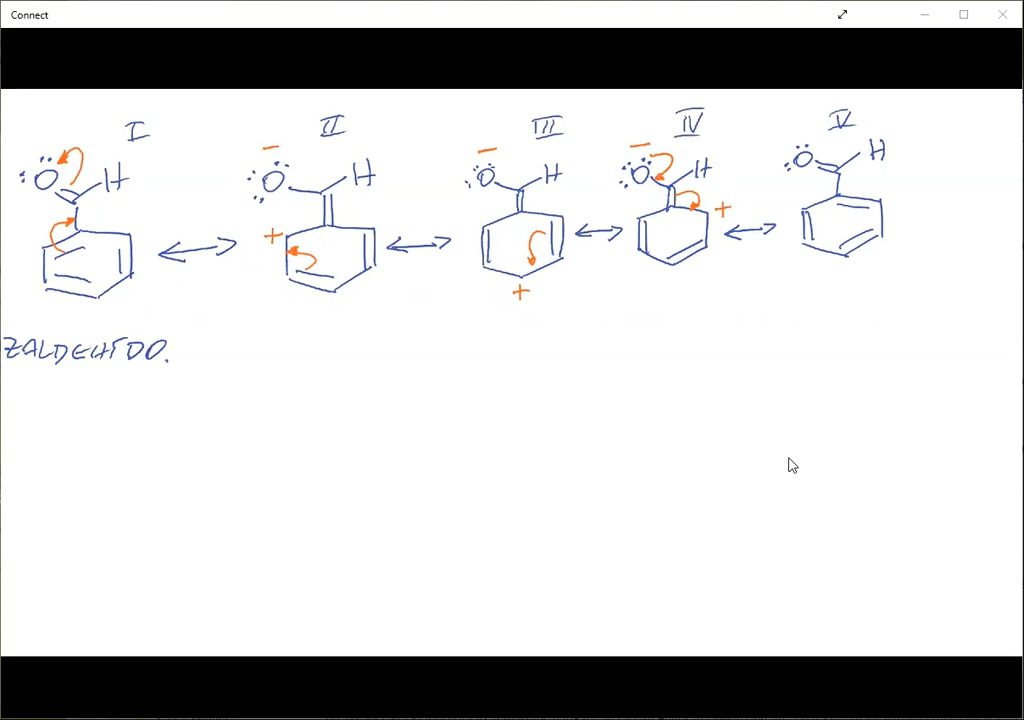 Connect
I II III IV V
:Ö H - :Ö H - :Ö H - :Ö H :Ö H
+ + +
ZALDEHIDO.